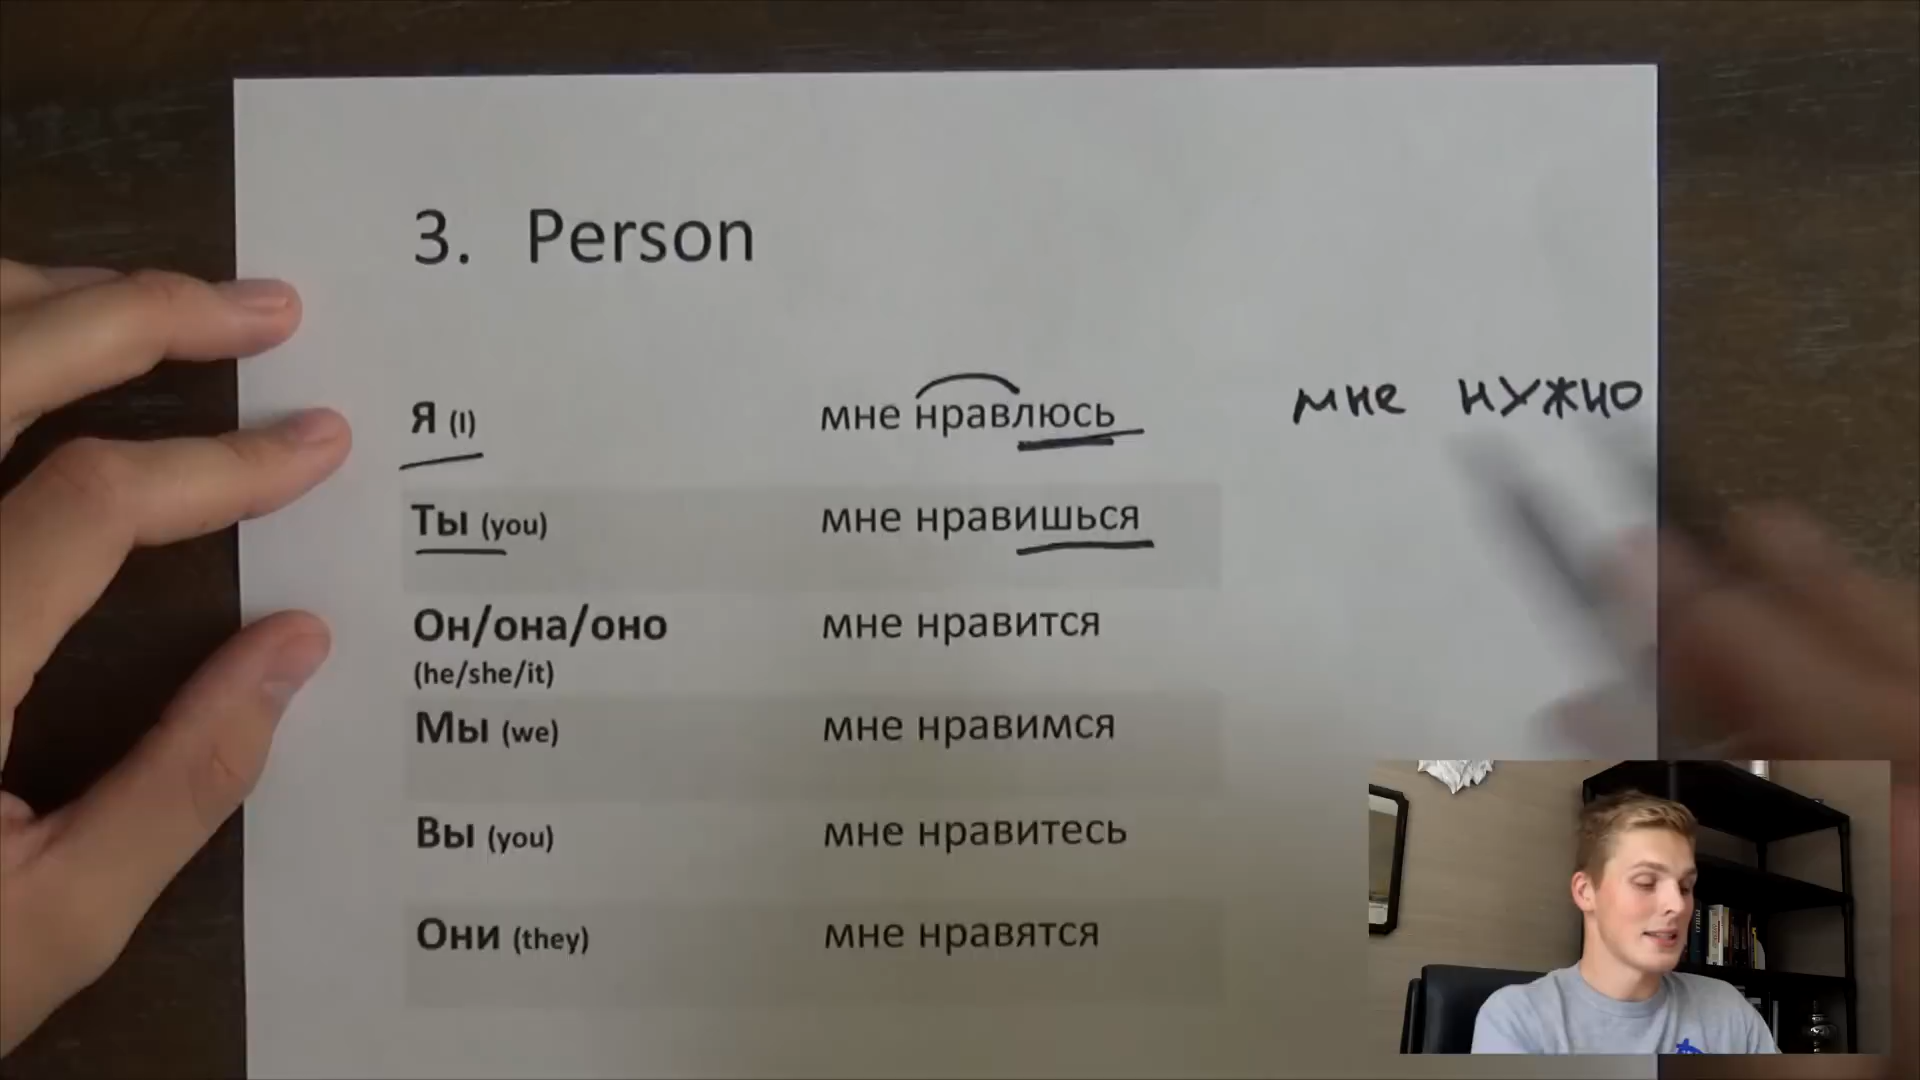 3. Person
Я (I) мне нравлюсь мне нужно
Ты (you) мне нравишься
Он/она/оно мне нравится
(he/she/it)
Мы (we) мне нравимся
Вы (you) мне нравитесь
Они (they) мне нравятся